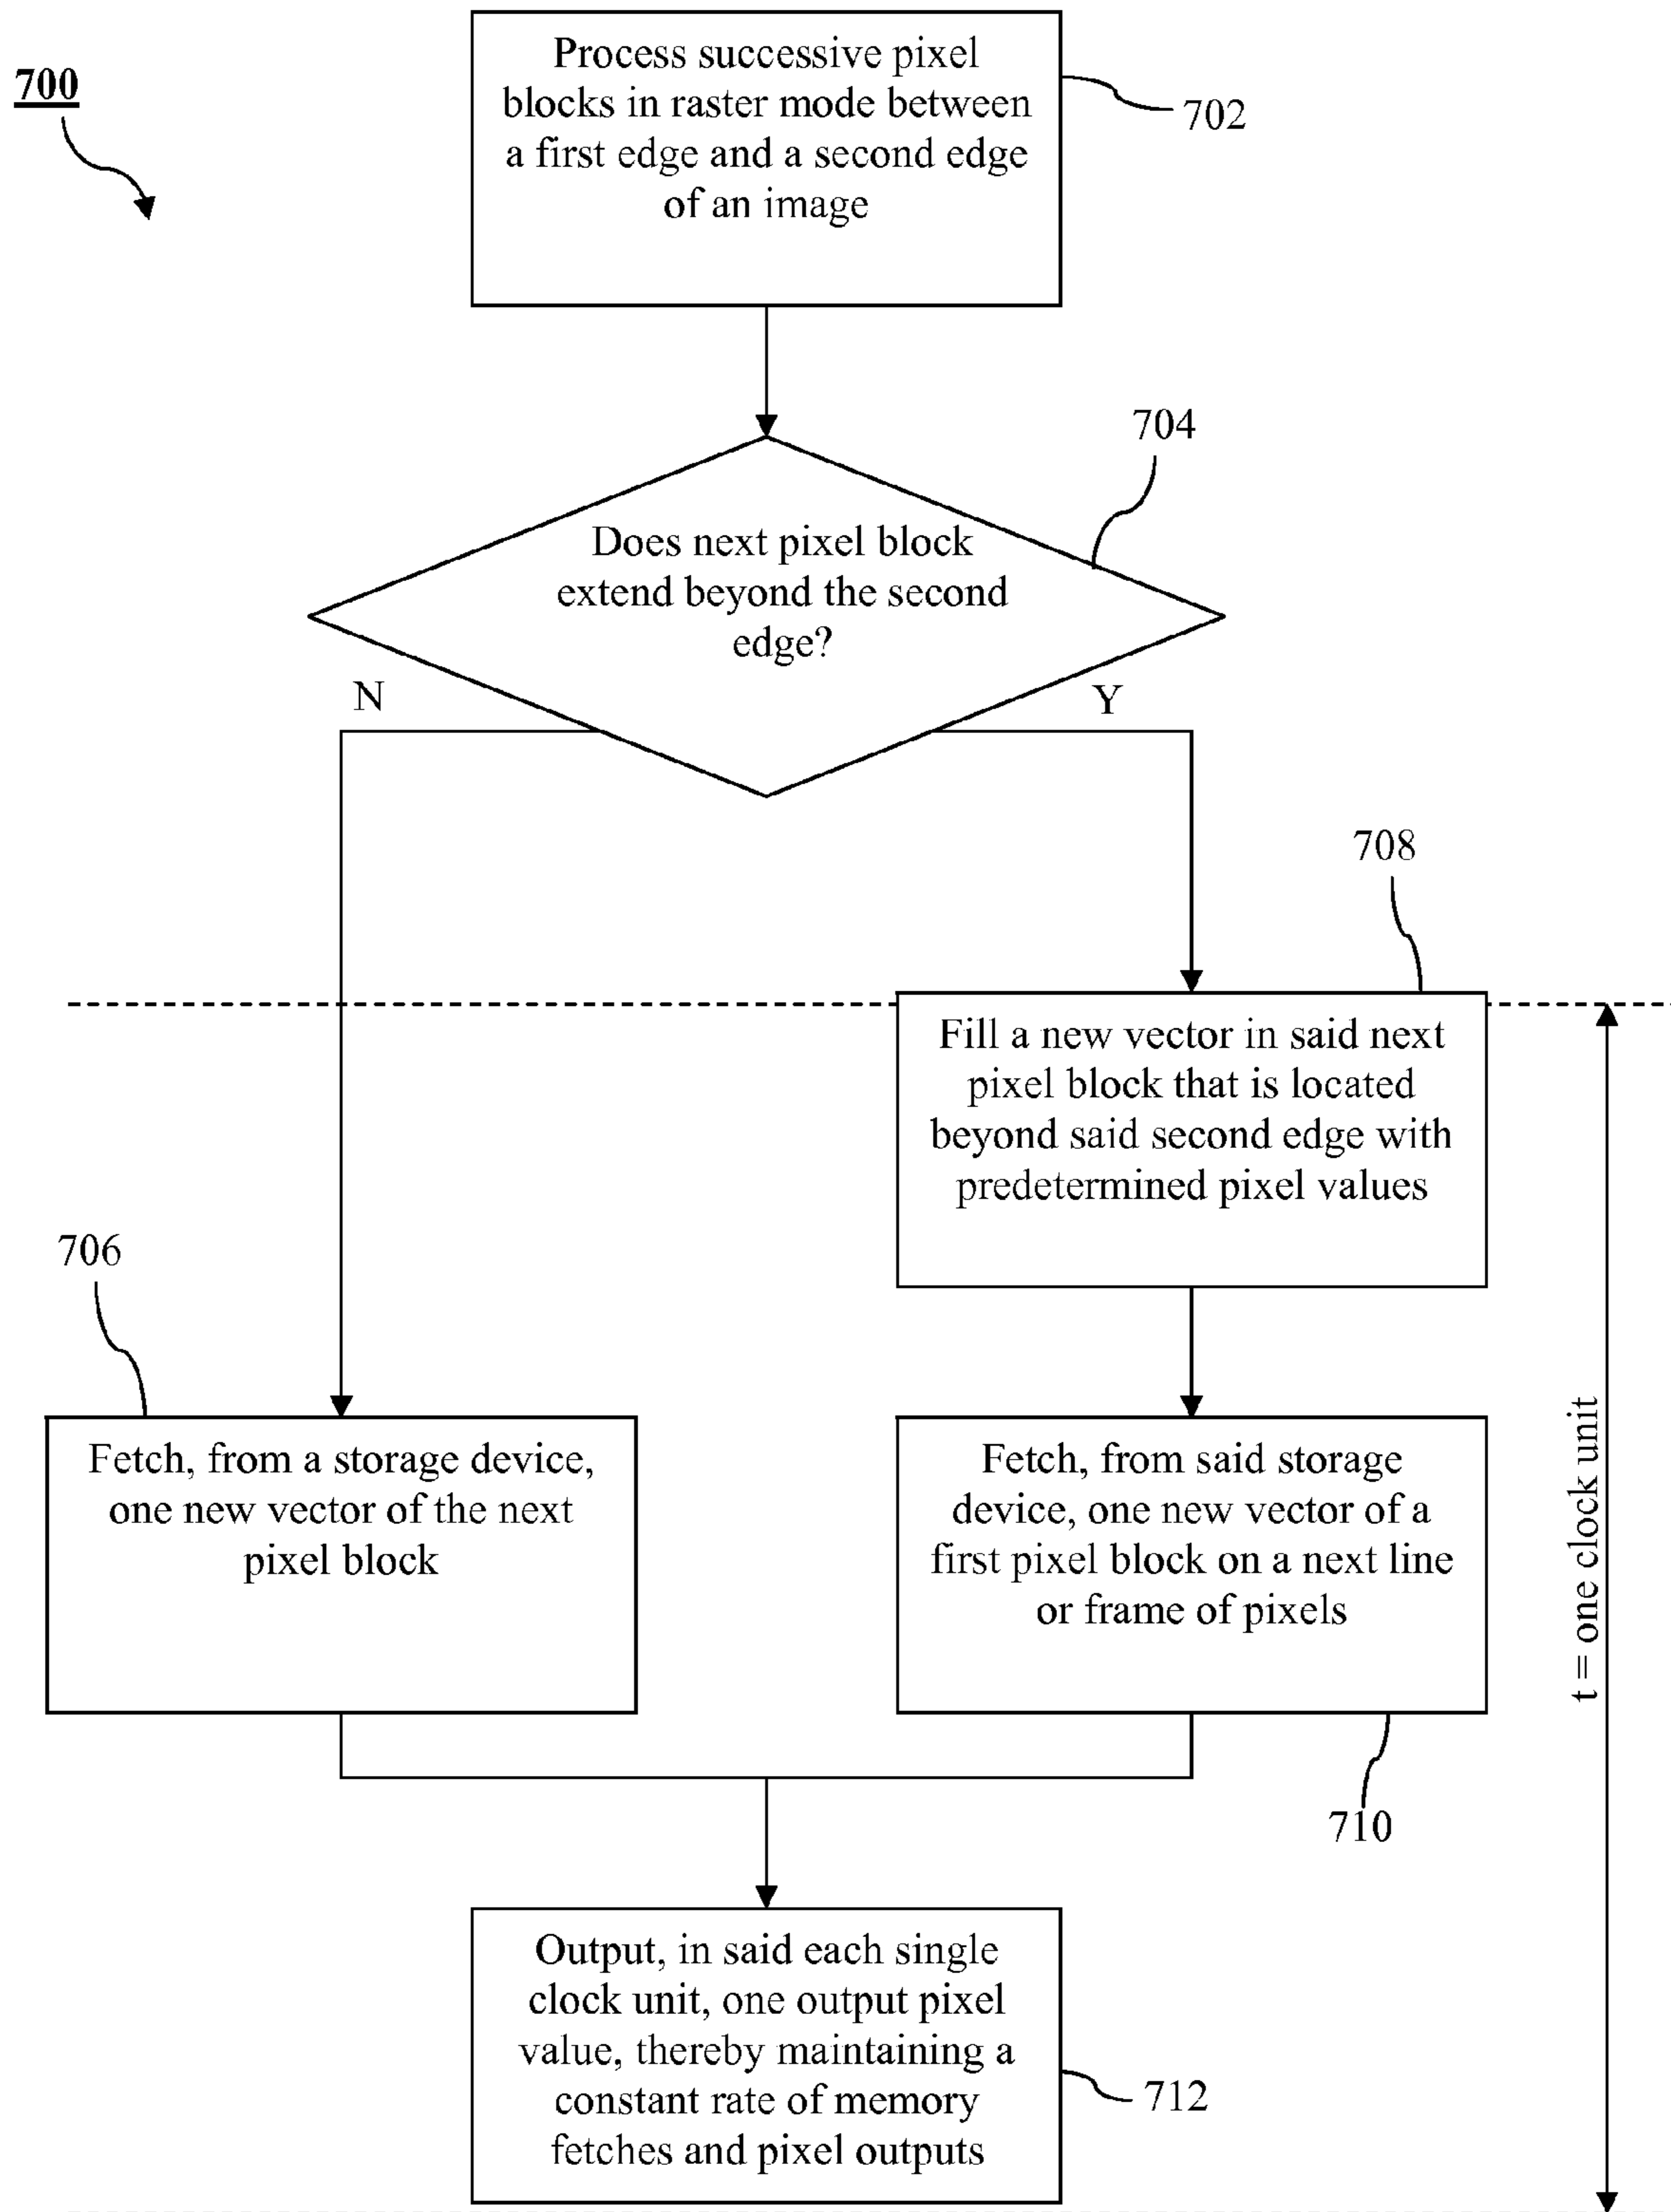 700
Process successive pixel
blocks in raster mode between
a first edge and a second edge
of an image
702
704
Does next pixel block
extend beyond the second
edge?
N
Y
708
Fill a new vector in said next
pixel block that is located
beyond said second edge with
predetermined pixel values
706
Fetch, from a storage device,
one new vector of the next
pixel block
Fetch, from said storage
device, one new vector of a
first pixel block on a next line
or frame of pixels
t = one clock unit
710
Output, in said each single
clock unit, one output pixel
value, thereby maintaining a
constant rate of memory
fetches and pixel outputs
712